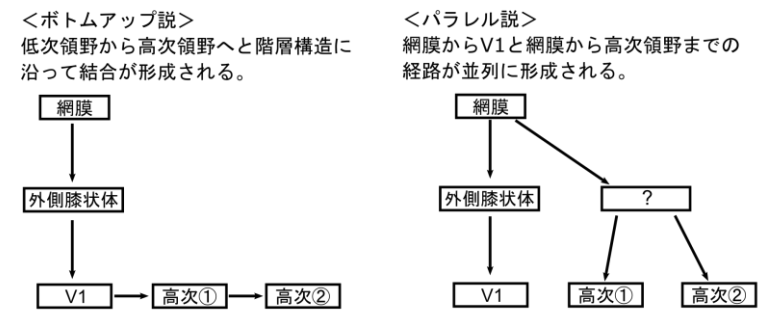 ＜ボトムアップ説＞
低次領野から高次領野へと階層構造に
沿って結合が形成される。
網膜
外側膝状体
V1
高次①
高次②
＜パラレル説＞
網膜からV1と網膜から高次領野までの
経路が並列に形成される。
網膜
外側膝状体
？
V1
高次①
高次②